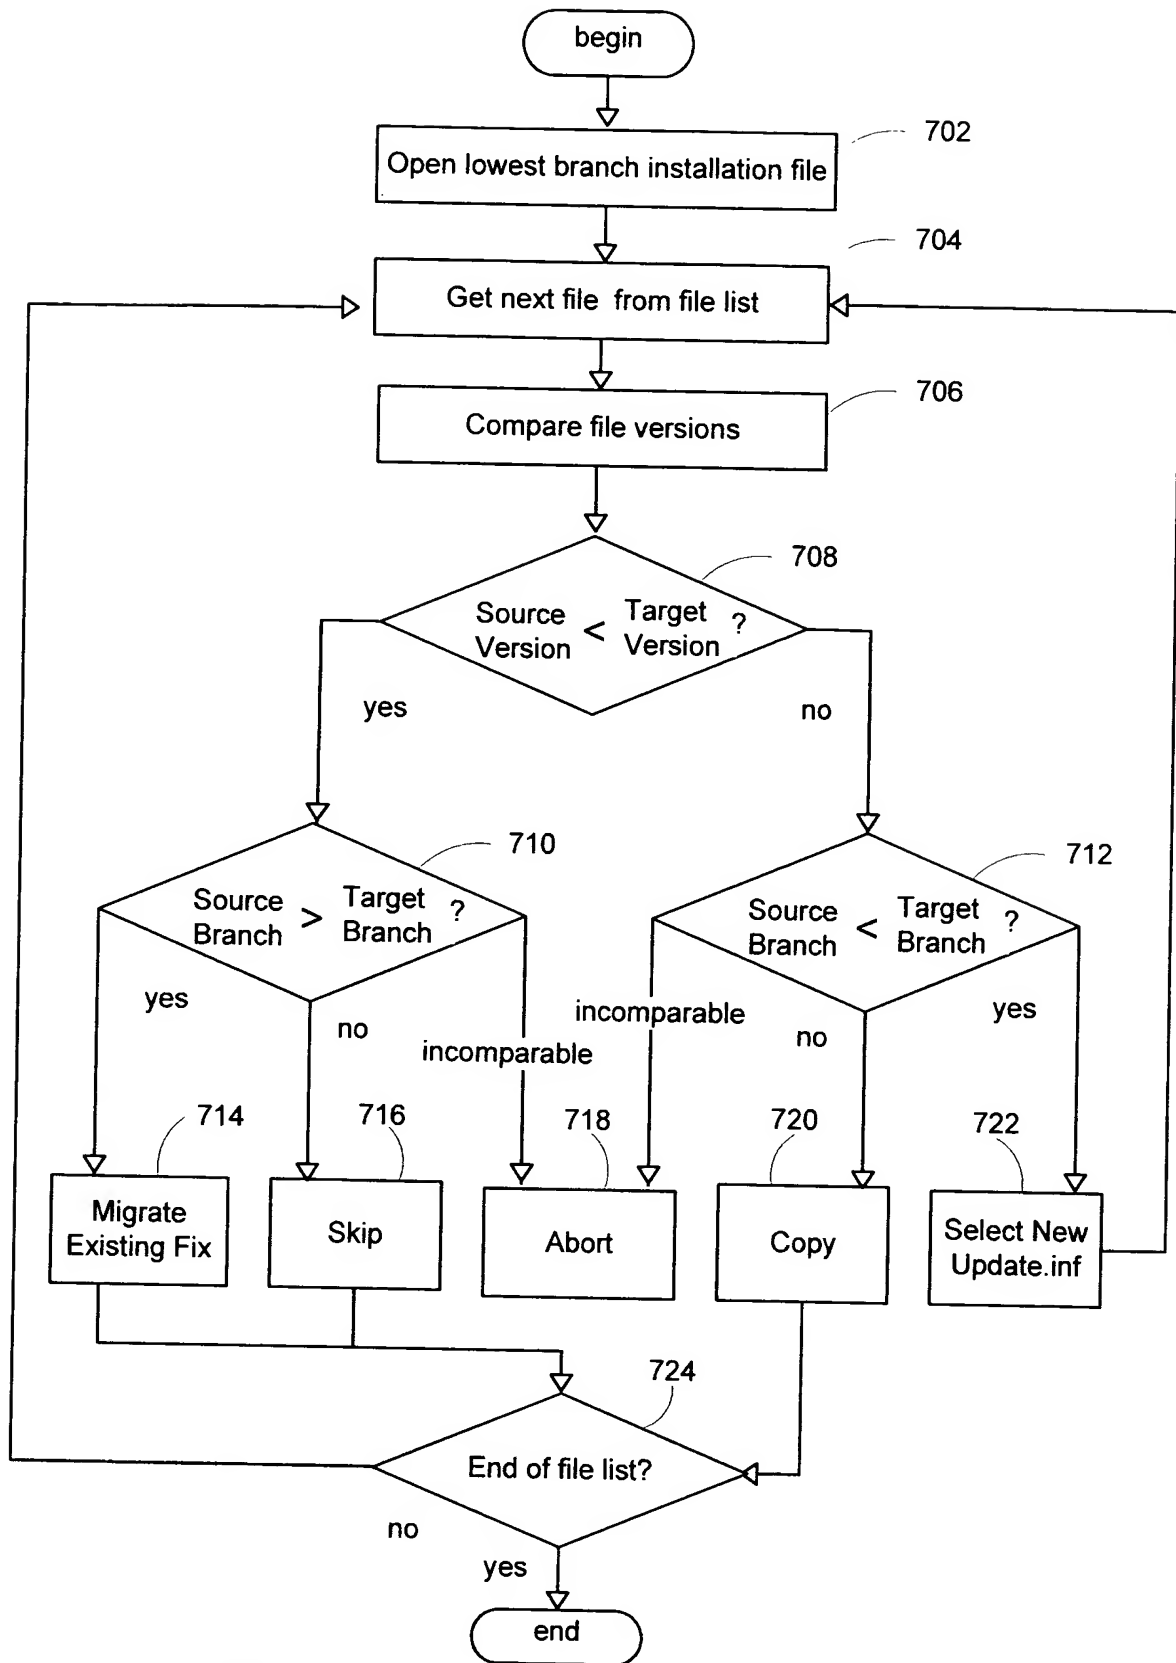 begin
702
Open lowest branch installation file
704
Get next file from file list
706
Compare file versions
708
Source Target ?
Version < Version
yes
no
710
712
Source Target ?
Branch > Branch
Source Target ?
Branch < Branch
yes
no
incomparable
incomparable
no
yes
714
716
718
720
722
Migrate
Existing Fix
Skip
Abort
Copy
Select New
Update.inf
724
End of file list?
no
yes
end